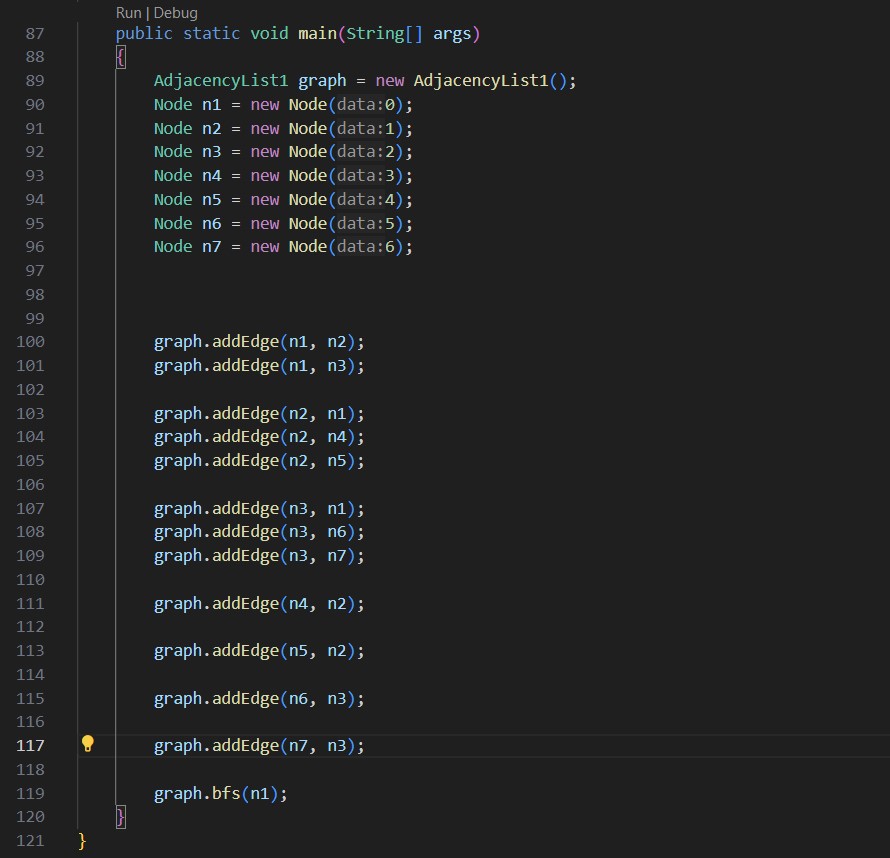 Run | Debug
87 public static void main(String[] args)
88 {
89 AdjacencyList1 graph = new AdjacencyList1();
90 Node n1 = new Node(data:0);
91 Node n2 = new Node(data:1);
92 Node n3 = new Node(data:2);
93 Node n4 = new Node(data:3);
94 Node n5 = new Node(data:4);
95 Node n6 = new Node(data:5);
96 Node n7 = new Node(data:6);
97
98
99
100 graph.addEdge(n1, n2);
101 graph.addEdge(n1, n3);
102
103 graph.addEdge(n2, n1);
104 graph.addEdge(n2, n4);
105 graph.addEdge(n2, n5);
106
107 graph.addEdge(n3, n1);
108 graph.addEdge(n3, n6);
109 graph.addEdge(n3, n7);
110
111 graph.addEdge(n4, n2);
112
113 graph.addEdge(n5, n2);
114
115 graph.addEdge(n6, n3);
116
117 graph.addEdge(n7, n3);
118
119 graph.bfs(n1);
120 }
121 }